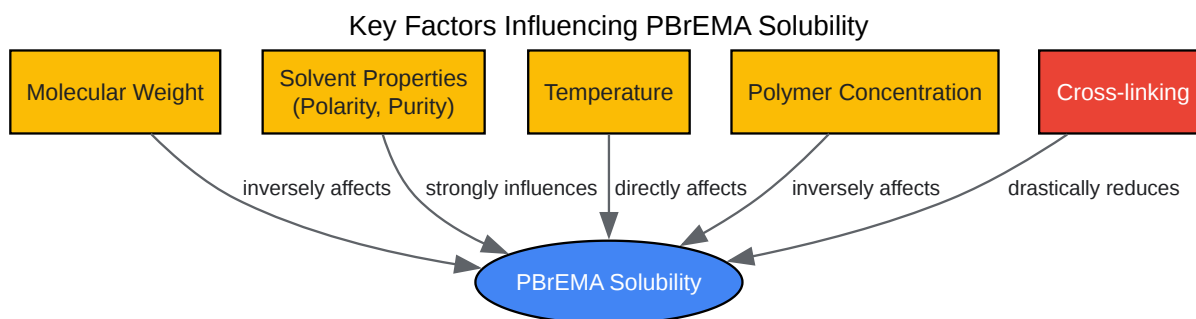 Key Factors Influencing PBrEMA Solubility
Molecular Weight
Solvent Properties
(Polarity, Purity)
Temperature
Polymer Concentration
Cross-linking
inversely affects
strongly influences
directly affects
inversely affects
drastically reduces
PBrEMA Solubility